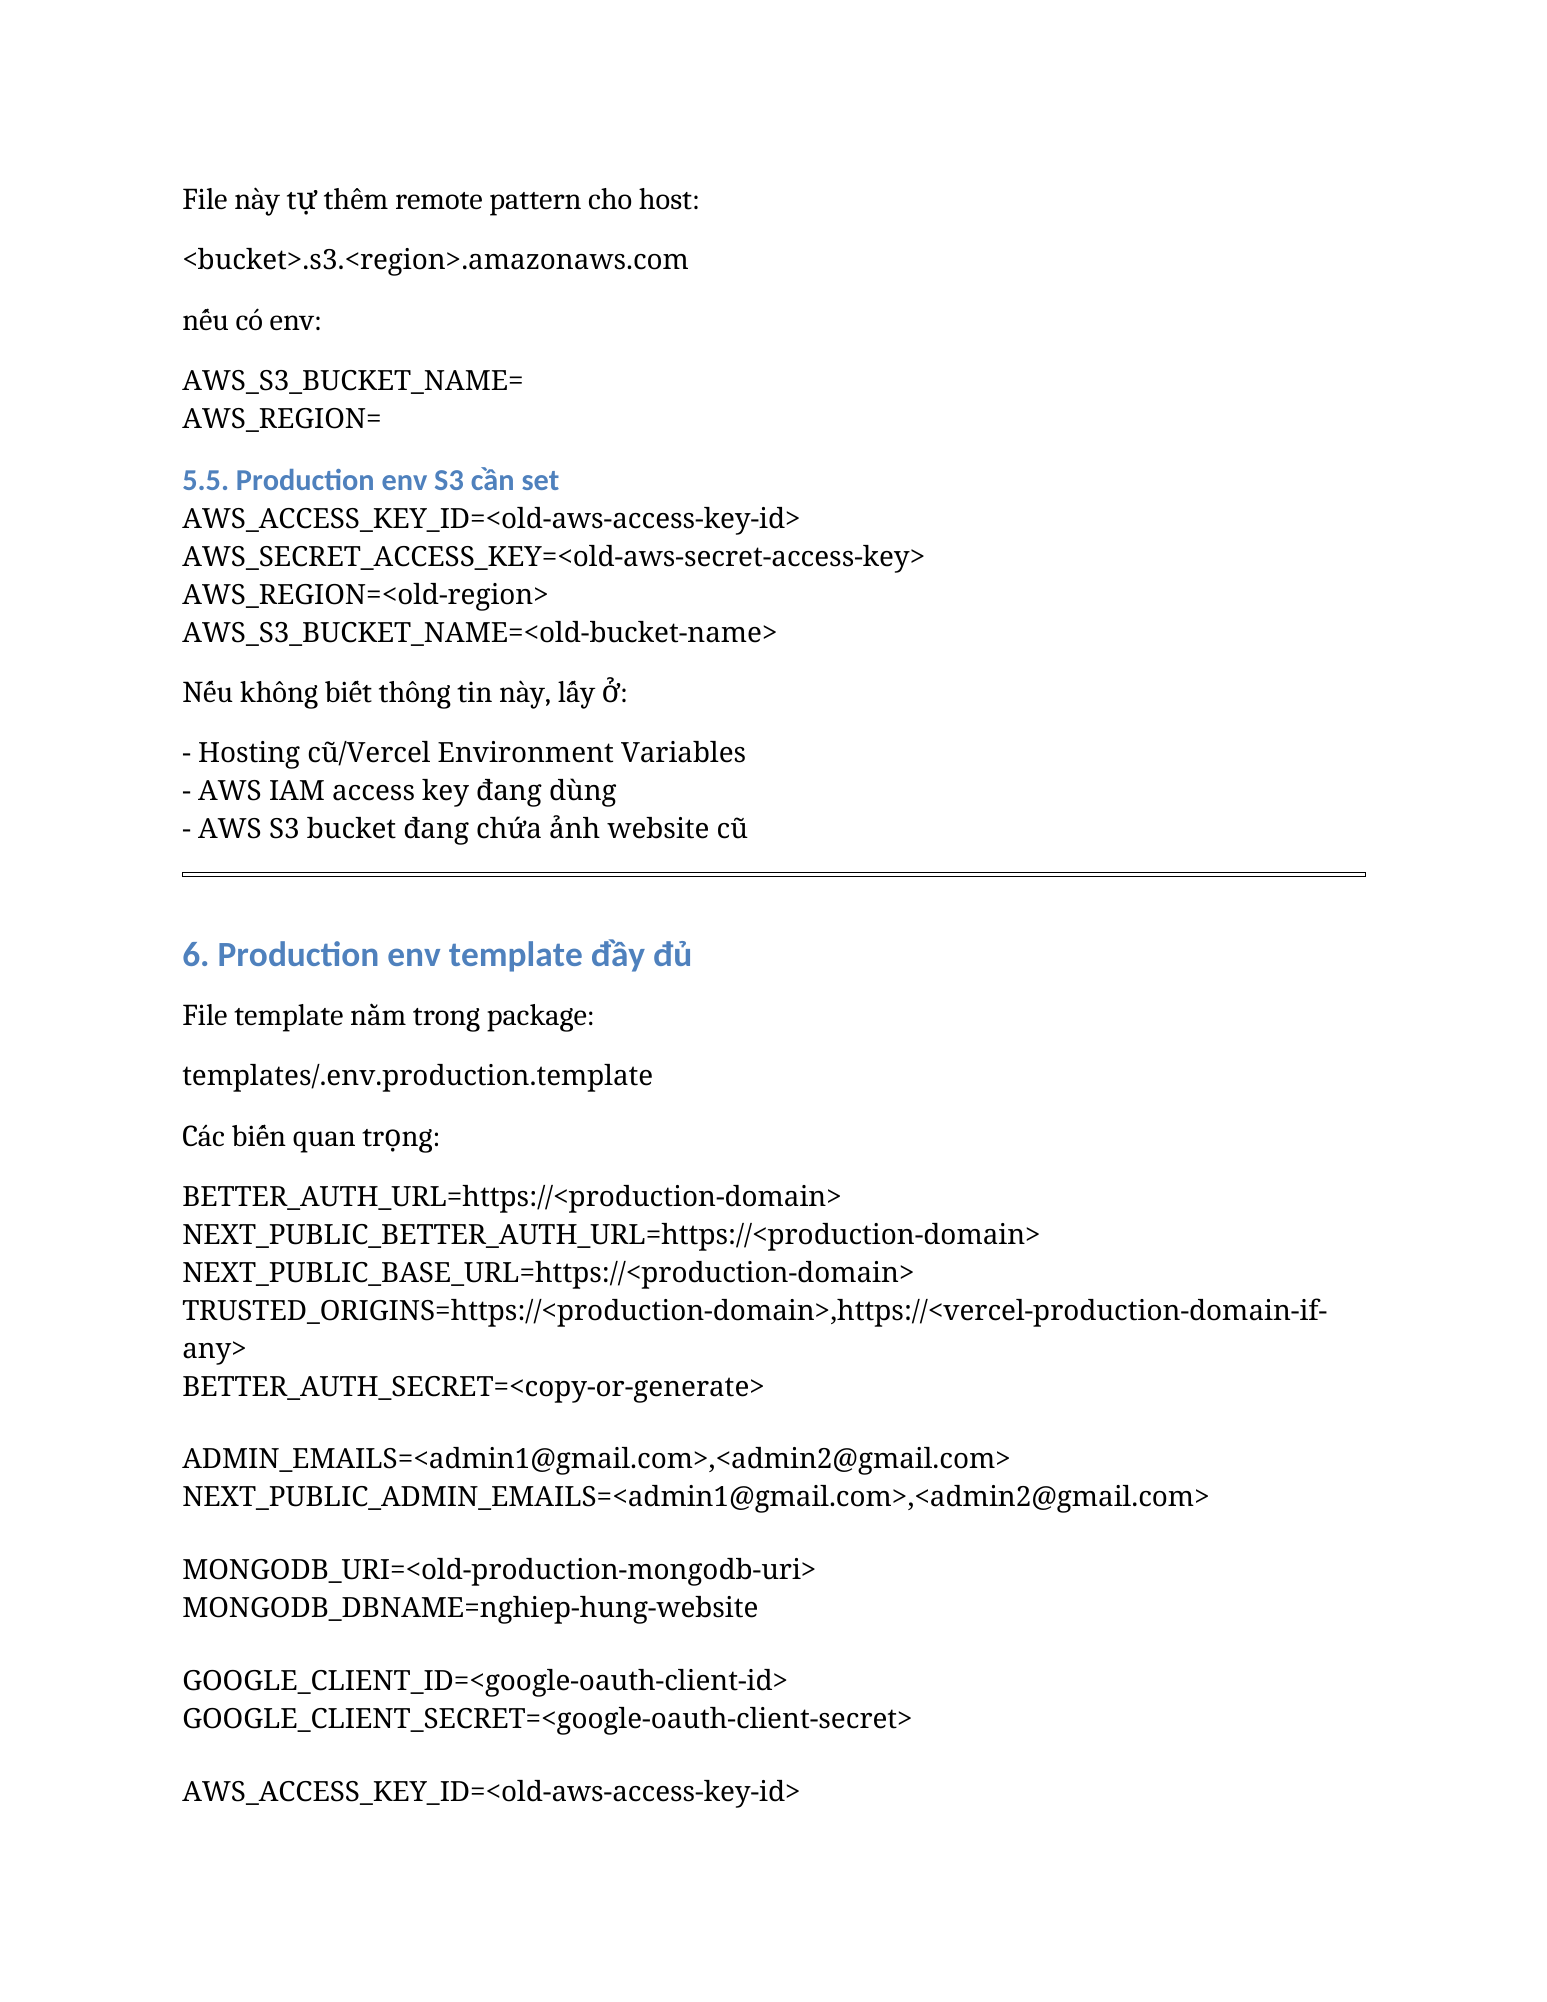 File này tự thêm remote pattern cho host:
<bucket>.s3.<region>.amazonaws.com
nếu có env:
AWS_S3_BUCKET_NAME=
AWS_REGION=
5.5. Production env S3 cần set
AWS_ACCESS_KEY_ID=<old-aws-access-key-id>
AWS_SECRET_ACCESS_KEY=<old-aws-secret-access-key>
AWS_REGION=<old-region>
AWS_S3_BUCKET_NAME=<old-bucket-name>
Nếu không biết thông tin này, lấy ở:
- Hosting cũ/Vercel Environment Variables
- AWS IAM access key đang dùng
- AWS S3 bucket đang chứa ảnh website cũ
6. Production env template đầy đủ
File template nằm trong package:
templates/.env.production.template
Các biến quan trọng:
BETTER_AUTH_URL=https://<production-domain>
NEXT_PUBLIC_BETTER_AUTH_URL=https://<production-domain>
NEXT_PUBLIC_BASE_URL=https://<production-domain>
TRUSTED_ORIGINS=https://<production-domain>,https://<vercel-production-domain-if-
any>
BETTER_AUTH_SECRET=<copy-or-generate>
ADMIN_EMAILS=<admin1@gmail.com>,<admin2@gmail.com>
NEXT_PUBLIC_ADMIN_EMAILS=<admin1@gmail.com>,<admin2@gmail.com>
MONGODB_URI=<old-production-mongodb-uri>
MONGODB_DBNAME=nghiep-hung-website
GOOGLE_CLIENT_ID=<google-oauth-client-id>
GOOGLE_CLIENT_SECRET=<google-oauth-client-secret>
AWS_ACCESS_KEY_ID=<old-aws-access-key-id>